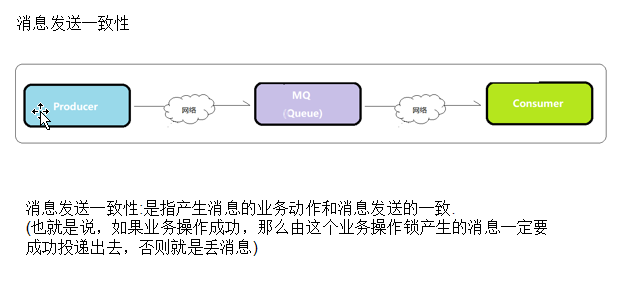 消息发送一致性
Producer
网络
MQ
(Queue)
网络
Consumer
消息发送一致性:是指产生消息的业务动作和消息发送的一致.
(也就是说，如果业务操作成功，那么由这个业务操作锁产生的消息一定要
成功投递出去，否则就是丢消息)